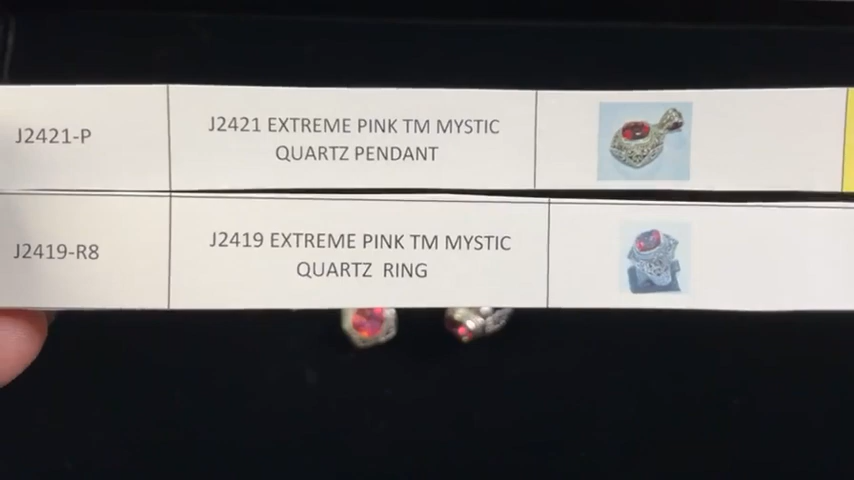 J2421-P
J2421 EXTREME PINK TM MYSTIC
QUARTZ PENDANT
J2419-R8
J2419 EXTREME PINK TM MYSTIC
QUARTZ RING